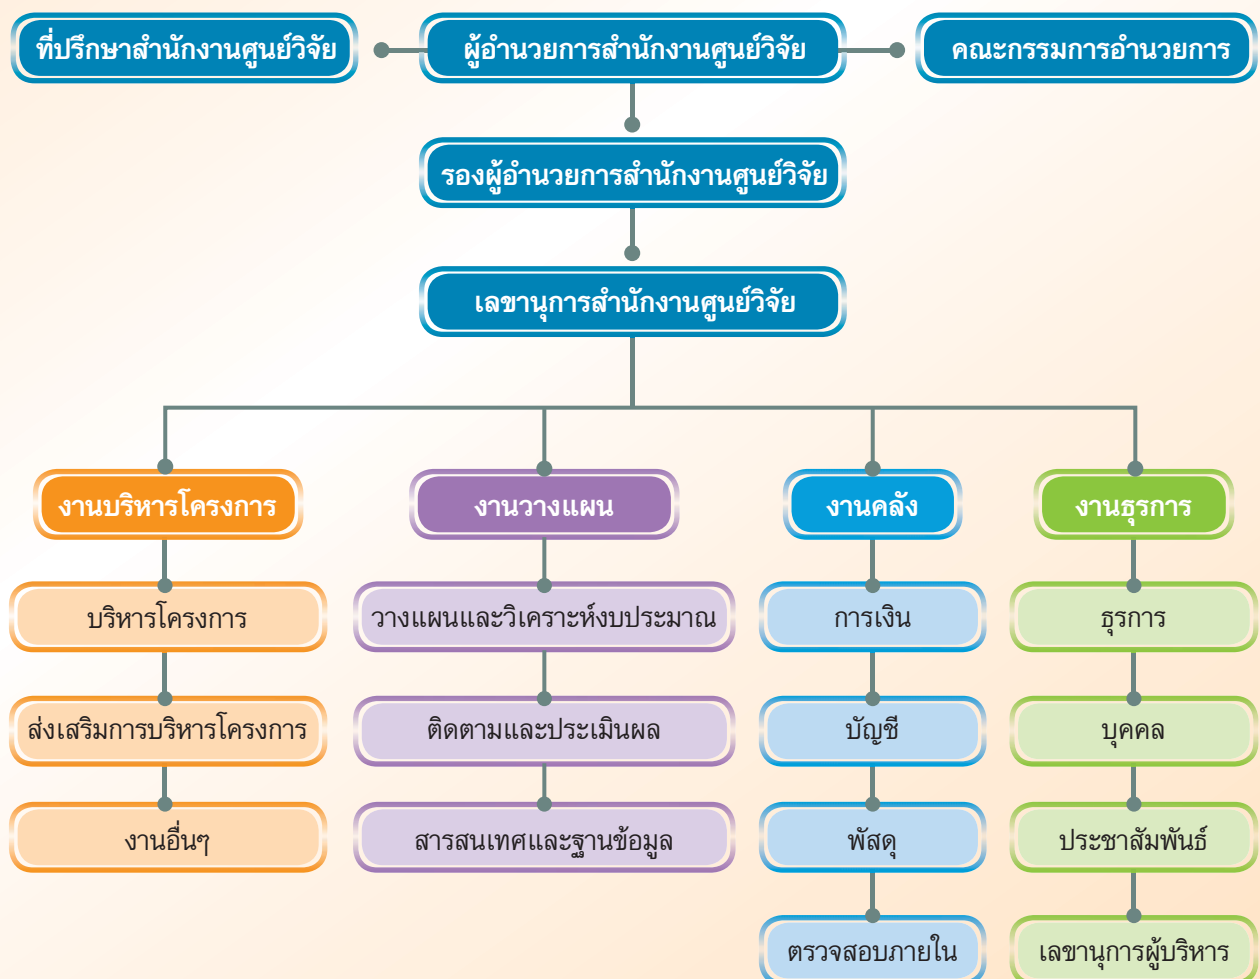 ที่ปรึกษาสำนักงานศูนย์วิจัย
ผู้อำนวยการสำนักงานศูนย์วิจัย
คณะกรรมการอำนวยการ
รองผู้อำนวยการสำนักงานศูนย์วิจัย
เลขานุการสำนักงานศูนย์วิจัย
งานบริหารโครงการ
งานวางแผน
งานคลัง
งานธุรการ
บริหารโครงการ
วางแผนและวิเคราะห์งบประมาณ
การเงิน
ธุรการ
ส่งเสริมการบริหารโครงการ
ติดตามและประเมินผล
บัญชี
บุคคล
งานอื่นๆ
สารสนเทศและฐานข้อมูล
พัสดุ
ประชาสัมพันธ์
ตรวจสอบภายใน
เลขานุการผู้บริหาร